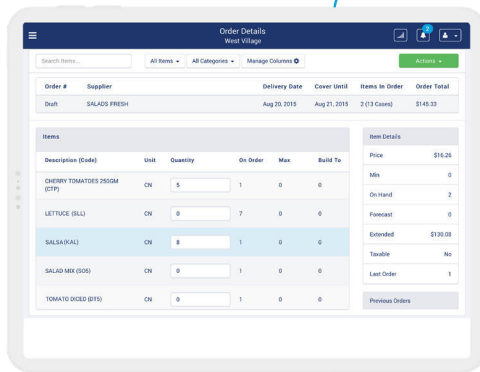 Order Details
West Village
2
Search Items...
All Items
All Categories
Manage Columns
Actions
Order # Supplier Delivery Date Cover Until Items In Order Order Total
Draft SALADS FRESH Aug 20, 2015 Aug 21, 2015 2 (13 Cases) $145.33
Items
Description (Code) Unit Quantity On Order Max Build To
CHERRY TOMATOES 250GM
(CTP) CN 5 1 0 0
LETTUCE (SLL) CN 0 7 0 0
SALSA(KAL) CN 8 1 0 0
SALAD MIX (SO5) CN 0 1 0 0
TOMATO DICED (DT5) CN 0 1 0 0
Item Details
Price $16.26
Min 0
On Hand 2
Forecast 0
Extended $130.08
Taxable No
Last Order 1
Previous Orders